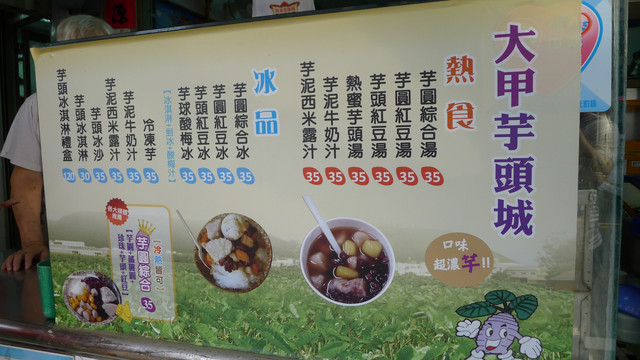 大甲芋頭城
熱食
芋圓綜合湯 35
芋圓紅豆湯 35
芋頭紅豆湯 35
熱蜜芋頭湯 35
芋泥牛奶汁 35
芋泥西米露汁 35
冰品
芋圓綜合冰 35
芋圓紅豆冰 35
芋頭紅豆冰 35
芋球酸梅冰 35
冷凍芋 35
芋泥牛奶汁 35
芋泥西米露汁 35
芋頭冰沙 35
芋頭冰淇淋 30
芋頭冰淇淋禮盒 120
口味
超濃芋!!
【冷熱皆可】
芋圓綜合 35